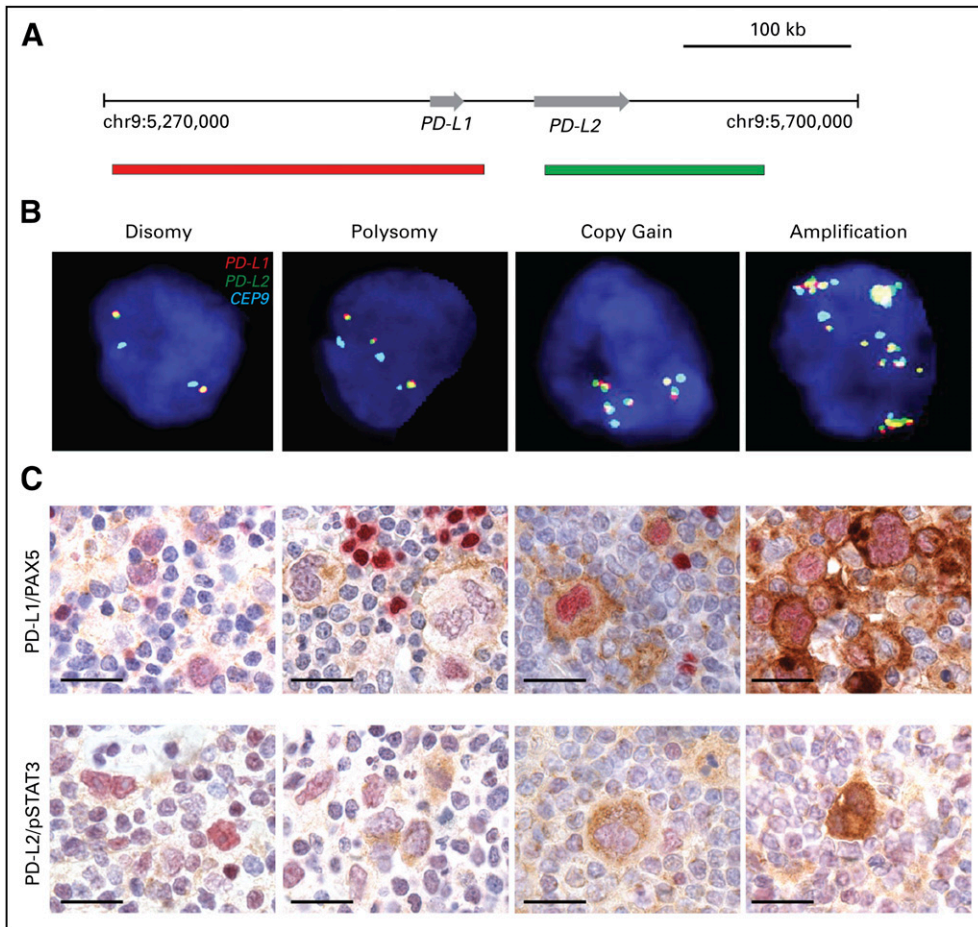 A
100 kb
chr9:5,270,000
PD-L1
PD-L2
chr9:5,700,000
B
Disomy
Polysomy
Copy Gain
Amplification
PD-L1
PD-L2
CEP9
C
PD-L1/PAX5
PD-L2/pSTAT3